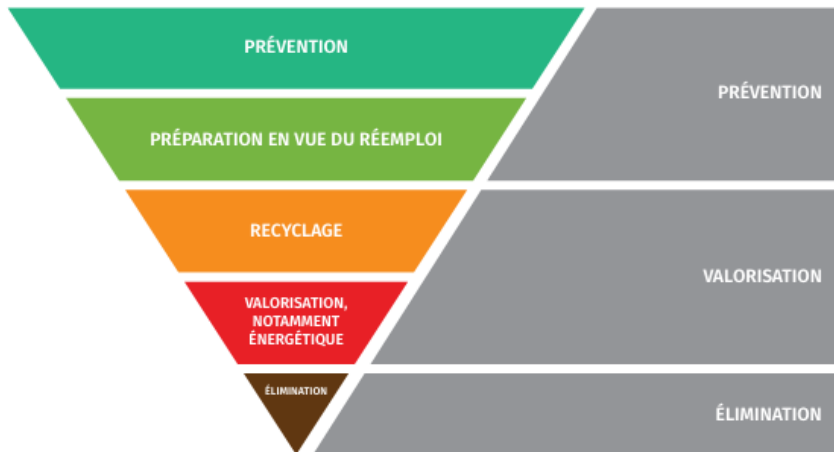 PRÉVENTION
PRÉPARATION EN VUE DU RÉEMPLOI
RECYCLAGE
VALORISATION,
NOTAMMENT
ÉNERGÉTIQUE
ÉLIMINATION
PRÉVENTION
VALORISATION
ÉLIMINATION